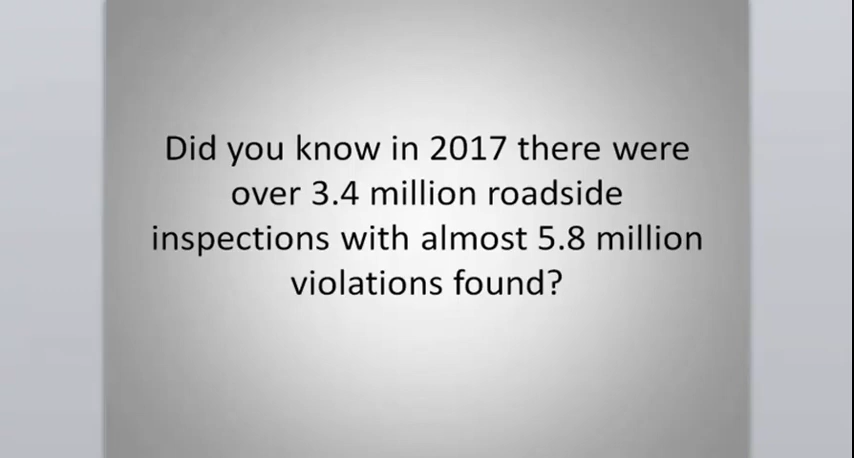 Did you know in 2017 there were
over 3.4 million roadside
inspections with almost 5.8 million
violations found?